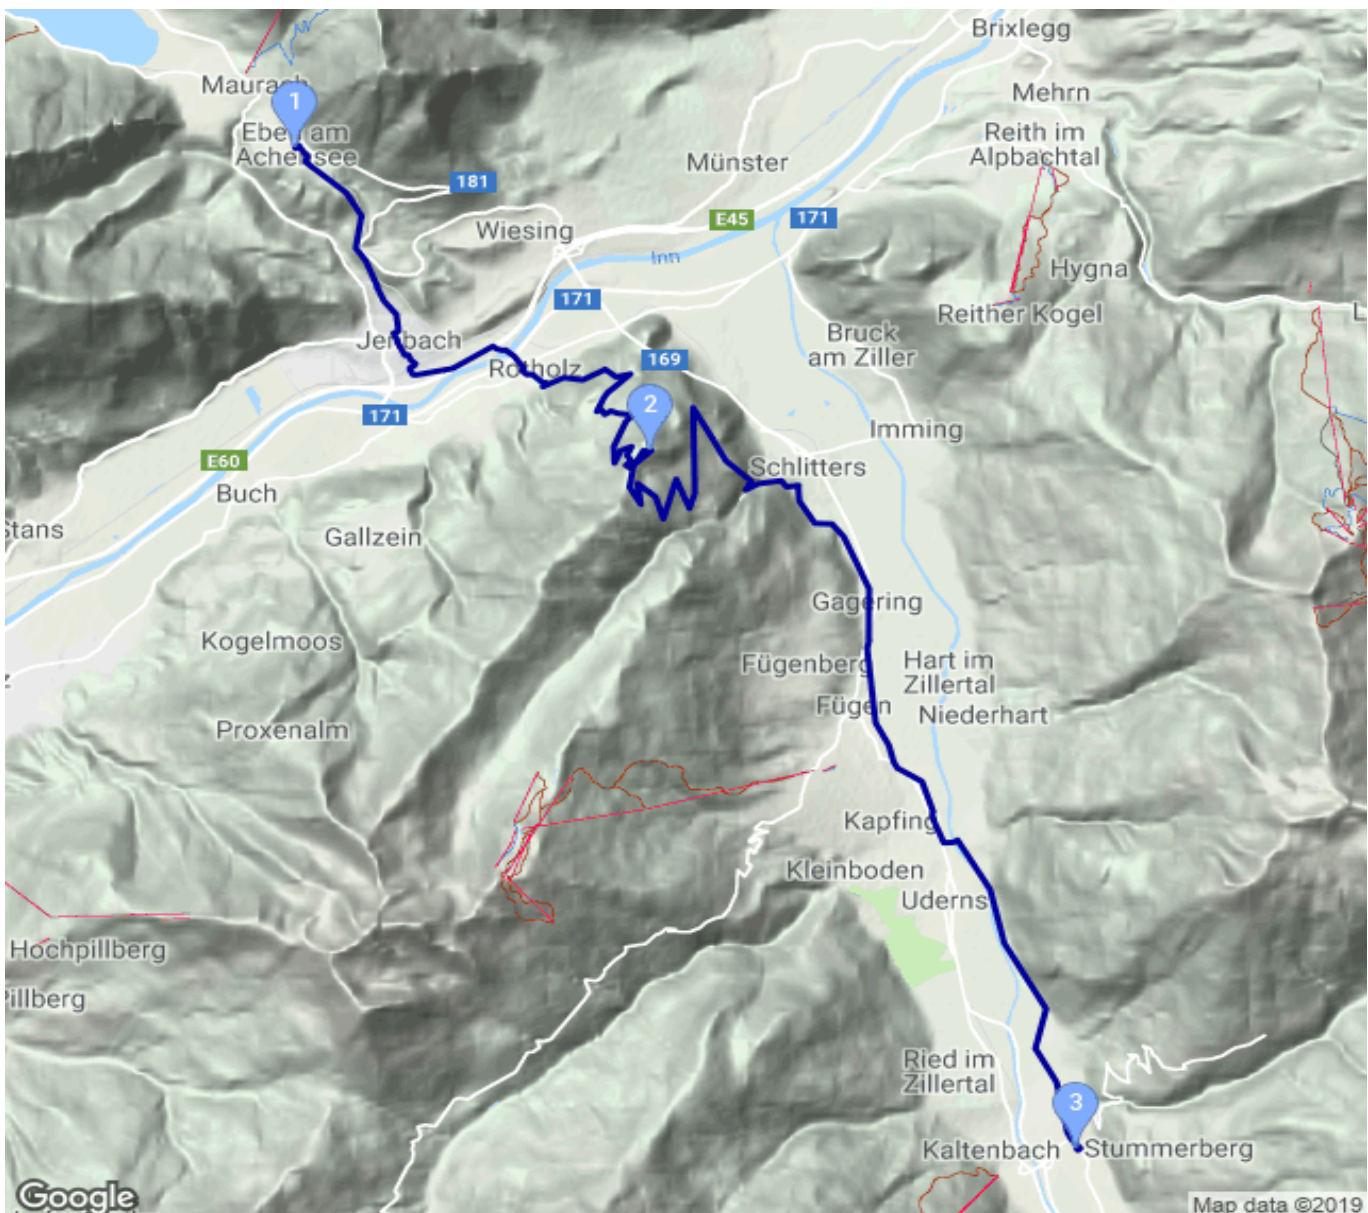 Brixlegg
Maurach
Mehrn
1
Eben am
Achensee
Reith im
Alpbachtal
Münster
181
E45
171
Wiesing
Inn
Hygna
171
Reither Kogel
L
Bruck
am Ziller
Jenbach
Rotholz
169
2
171
Imming
E60
Schlitters
Buch
Stans
Gallzein
Gagering
Kogelmoos
Fügenberg
Hart im
Zillertal
Fügen
Niederhart
Proxenalm
Kapfing
Kleinboden
Uderns
Hochpillberg
Pillberg
Ried im
Zillertal
3
Kaltenbach
Stummerberg
Google
Map data ©2019